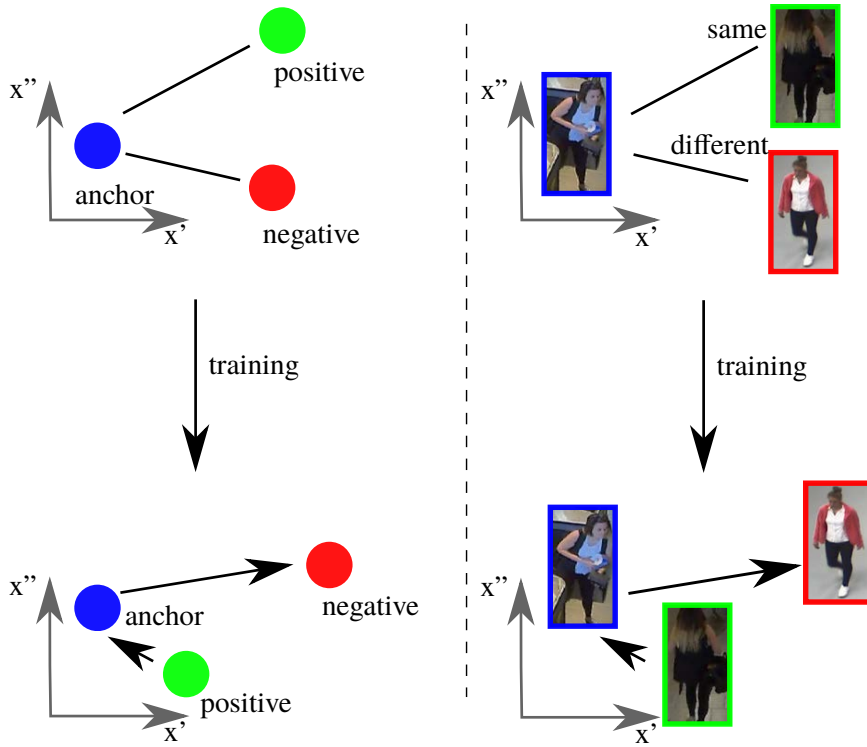 positive
x''
anchor
x'
negative
training
x''
anchor
negative
positive
x'
same
x''
different
x'
training
x''
x'